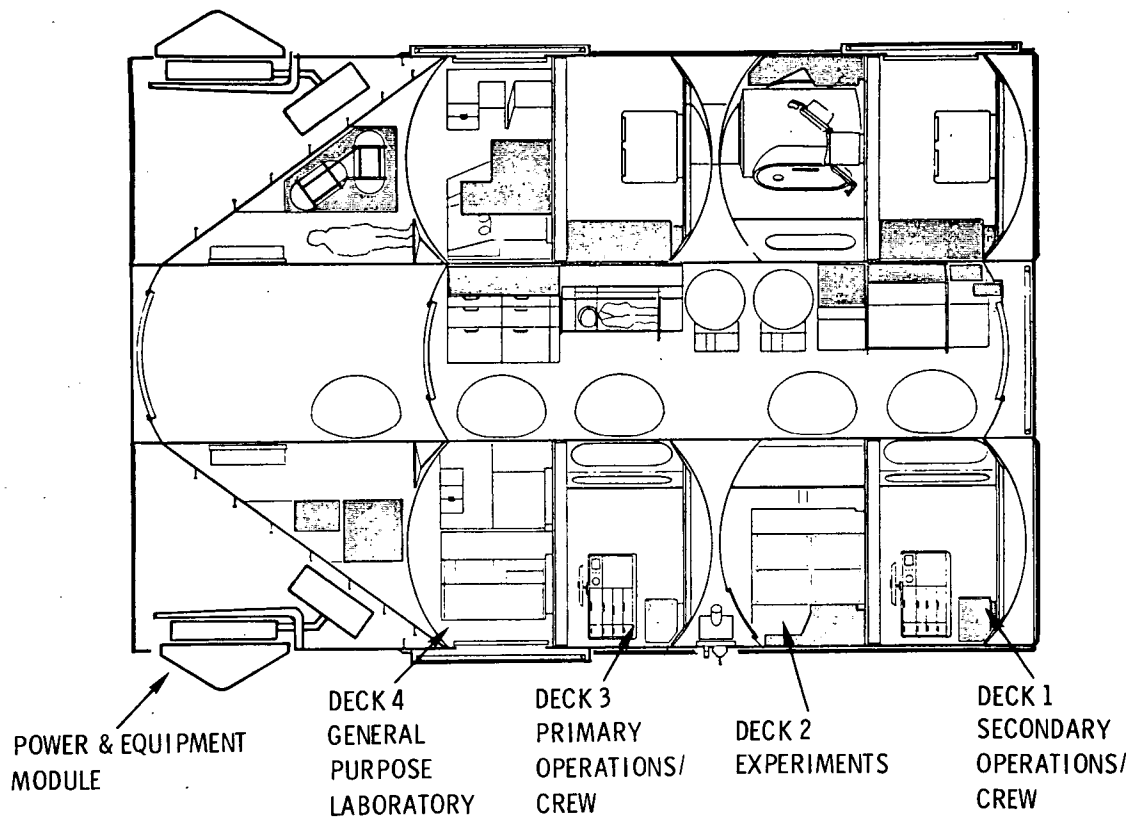 POWER & EQUIPMENT
MODULE
DECK 4
GENERAL
PURPOSE
LABORATORY
DECK 3
PRIMARY
OPERATIONS/
CREW
DECK 2
EXPERIMENTS
DECK 1
SECONDARY
OPERATIONS/
CREW